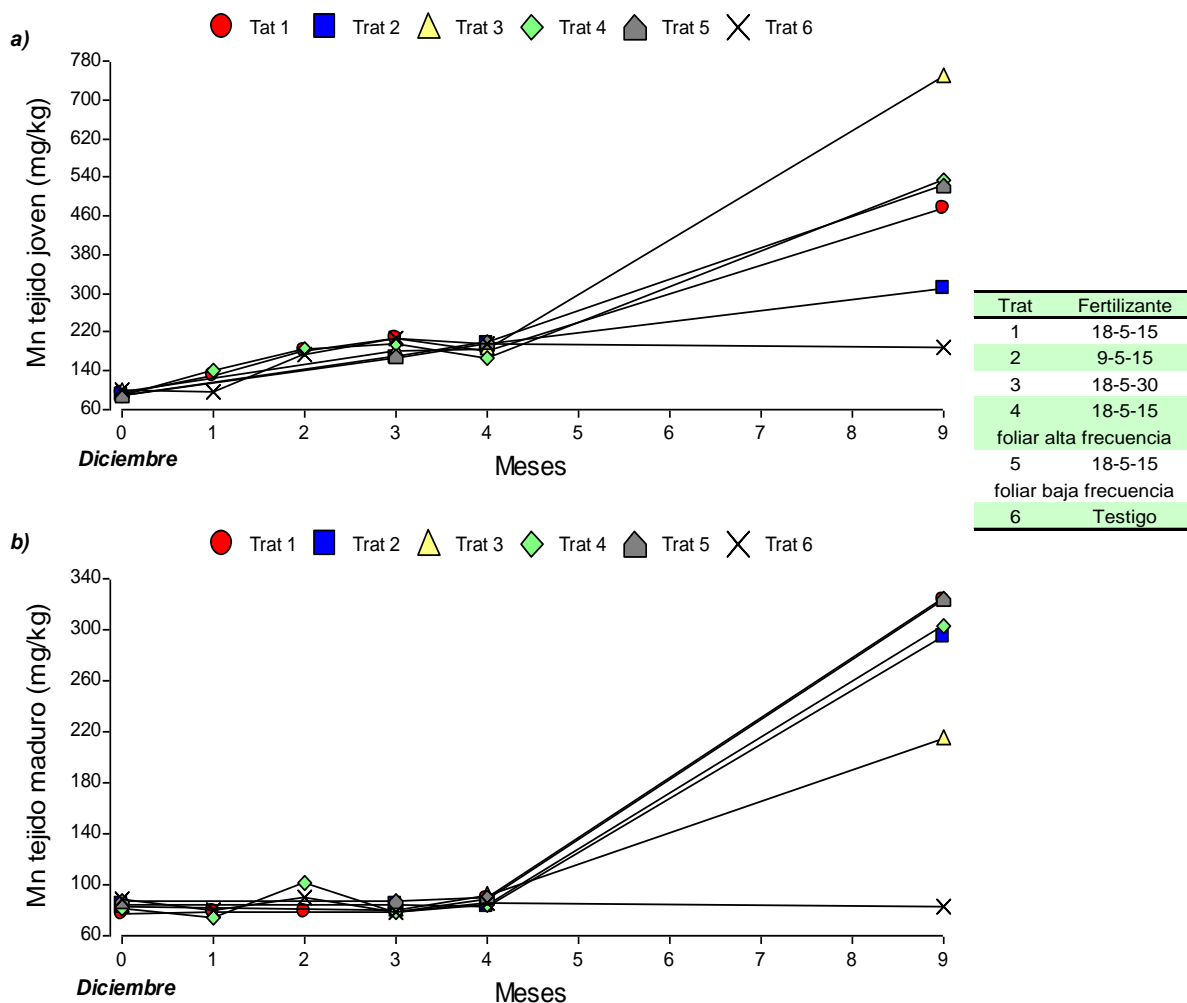 a)
Tat 1 Trat 2 Trat 3 Trat 4 Trat 5 Trat 6
Mn tejido joven (mg/kg)
780
700
620
540
460
380
300
220
140
60
0 1 2 3 4 5 6 7 8 9
Diciembre
Meses
Trat Fertilizante
1 18-5-15
2 9-5-15
3 18-5-30
4 18-5-15
foliar alta frecuencia
5 18-5-15
foliar baja frecuencia
6 Testigo
b)
Trat 1 Trat 2 Trat 3 Trat 4 Trat 5 Trat 6
Mn tejido maduro (mg/kg)
340
300
260
220
180
140
100
60
0 1 2 3 4 5 6 7 8 9
Diciembre
Meses